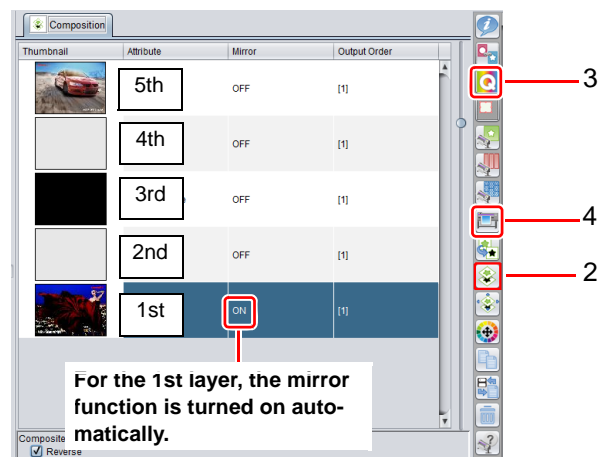 Composition
Thumbnail Attribute Mirror Output Order
5th OFF [1]
3
4th OFF [1]
3rd OFF [1]
4
2nd OFF [1]
2
1st ON [1]
For the 1st layer, the mirror
function is turned on auto-
matically.
Composite
Reverse